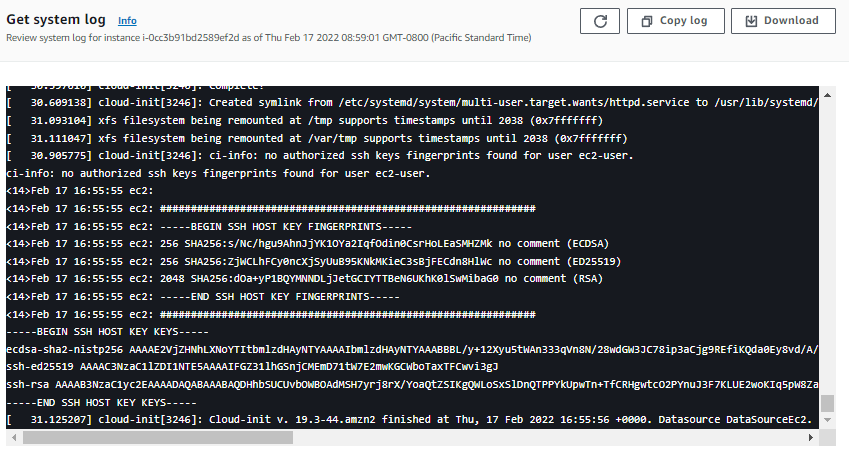 Get system log Info
Review system log for instance i-0cc3b91bd2589ef2d as of Thu Feb 17 2022 08:59:01 GMT-0800 (Pacific Standard Time)
Copy log
Download
[   30.597010] cloud-init[3246]: Complete!
[   30.609138] cloud-init[3246]: Created symlink from /etc/systemd/system/multi-user.target.wants/httpd.service to /usr/lib/systemd/
[   31.093104] xfs filesystem being remounted at /tmp supports timestamps until 2038 (0x7fffffff)
[   31.111047] xfs filesystem being remounted at /var/tmp supports timestamps until 2038 (0x7fffffff)
[   30.905775] cloud-init[3246]: ci-info: no authorized ssh keys fingerprints found for user ec2-user.
ci-info: no authorized ssh keys fingerprints found for user ec2-user.
<14>Feb 17 16:55:55 ec2:
<14>Feb 17 16:55:55 ec2: #############################################################
<14>Feb 17 16:55:55 ec2: -----BEGIN SSH HOST KEY FINGERPRINTS-----
<14>Feb 17 16:55:55 ec2: 256 SHA256:s/Nc/hgu9AhnJjYK1OYa2IqfOdin0CsrHoLEaSMHZMk no comment (ECDSA)
<14>Feb 17 16:55:55 ec2: 256 SHA256:ZjWCLhFCy0ncXjSyUuB95KNkMKieC3sBjFECdn8HlWc no comment (ED25519)
<14>Feb 17 16:55:55 ec2: 2048 SHA256:dOa+yP1BQYMNNDLjJetGCIYTTBeN6UKhK0lSwMibaG0 no comment (RSA)
<14>Feb 17 16:55:55 ec2: -----END SSH HOST KEY FINGERPRINTS-----
<14>Feb 17 16:55:55 ec2: #############################################################
-----BEGIN SSH HOST KEY KEYS-----
ecdsa-sha2-nistp256 AAAAE2VjZHNhLXNoYTItbmlzdHAyNTYAAAAIbmlzdHAyNTYAAABBBL/y+12Xyu5tWAn333qVn8N/28wdGW3JC78ip3aCjg9REfiKQda0Ey8vd/A/
ssh-ed25519 AAAAC3NzaC1lZDI1NTE5AAAAIFGZ31lhGSnjCMEmD71tW7E2mwKGCWboTaxTFCwvi3gJ
ssh-rsa AAAAB3NzaC1yc2EAAAADAQABAAABAQDHhbSUCUvbOWBOAdMSH7yrj8rX/YoaQtZSIKgQWLoSxSlDnQTPPYkUpwTn+TfCRHgwtcO2PYnuJ3F7KLUE2woKIq5pW8Za
-----END SSH HOST KEY KEYS-----
[   31.125207] cloud-init[3246]: Cloud-init v. 19.3-44.amzn2 finished at Thu, 17 Feb 2022 16:55:56 +0000. Datasource DataSourceEc2.